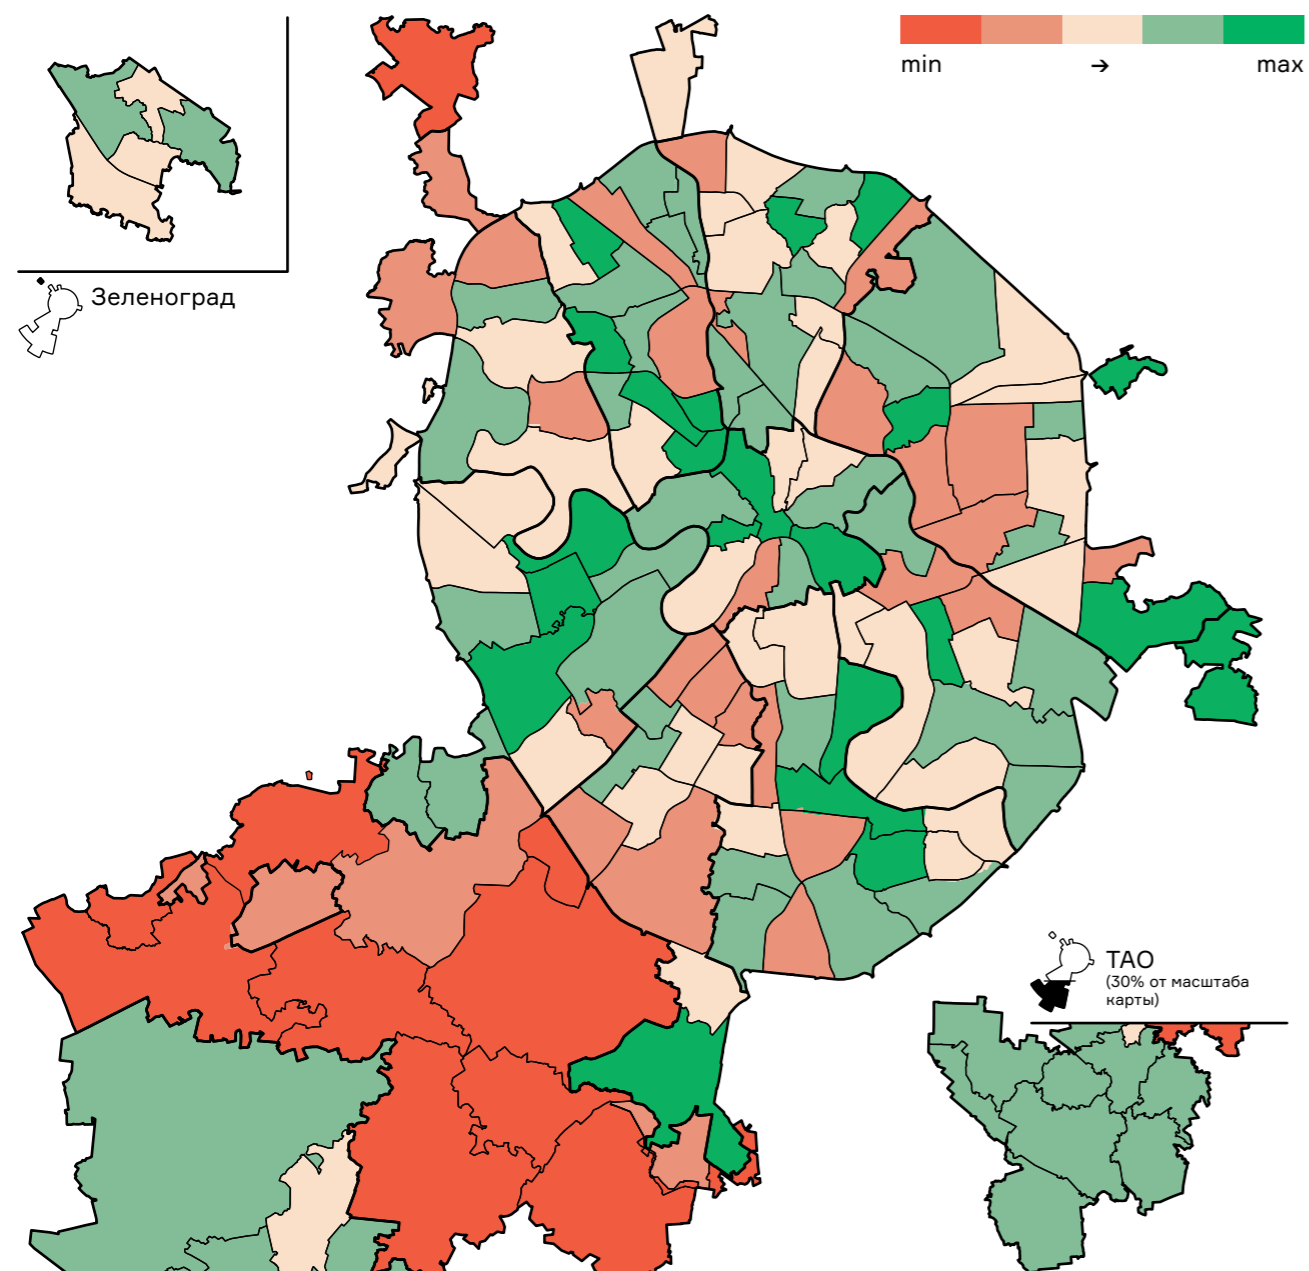 min → max
Зеленоград
ТАО
(30% от масштаба
карты)